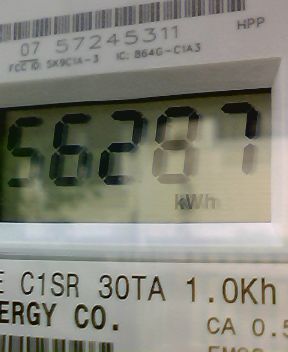 07 57245311
HPP
FCC ID: SK9C1A-3 IC: 864G-C1A3
56287
kWh
E C1SR 30TA 1.0Kh
ERGY CO.
CA 0.5